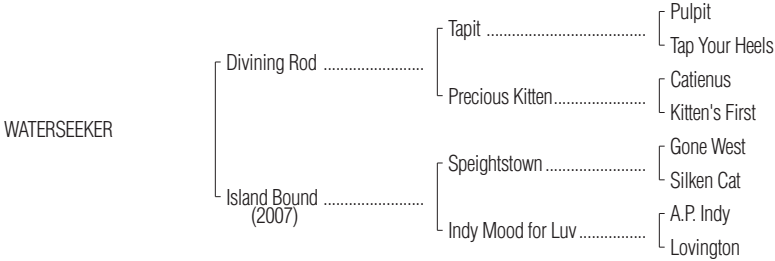 Pulpit
Tapit ....................................
Tap Your Heels
Divining Rod .......................
Catienus
Precious Kitten.....................
Kitten's First
WATERSEEKER
Gone West
Speightstown .......................
Silken Cat
Island Bound .......................
(2007)
A.P. Indy
Indy Mood for Luv ...............
Lovington